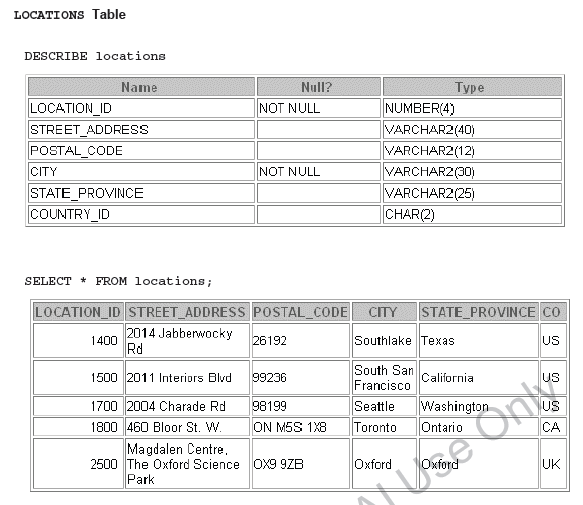 LOCATIONS Table
DESCRIBE locations
Name Null? Type
LOCATION_ID NOT NULL NUMBER(4)
STREET_ADDRESS VARCHAR2(40)
POSTAL_CODE VARCHAR2(12)
CITY NOT NULL VARCHAR2(30)
STATE_PROVINCE VARCHAR2(25)
COUNTRY_ID CHAR(2)
SELECT * FROM locations;
LOCATION_ID STREET_ADDRESS POSTAL_CODE CITY STATE_PROVINCE CO
1400 2014 Jabberwocky Rd 26192 Southlake Texas US
1500 2011 Interiors Blvd 99236 South San Francisco California US
1700 2004 Charade Rd 98199 Seattle Washington US
1800 460 Bloor St. W. ON M5S 1X8 Toronto Ontario CA
2500 Magdalen Centre, The Oxford Science Park OX9 9ZB Oxford Oxford UK
Use Only